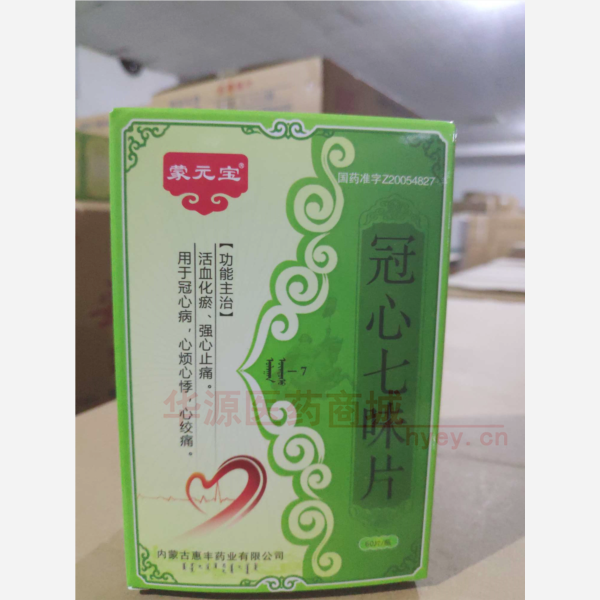 蒙元宝®
国药准字Z20054827
冠心七味片
【功能主治】
活血化瘀、强心止痛。
用于冠心病,心烦心悸,心绞痛。
-7
华源医药商城
hyey.cn
内蒙古惠丰药业有限公司